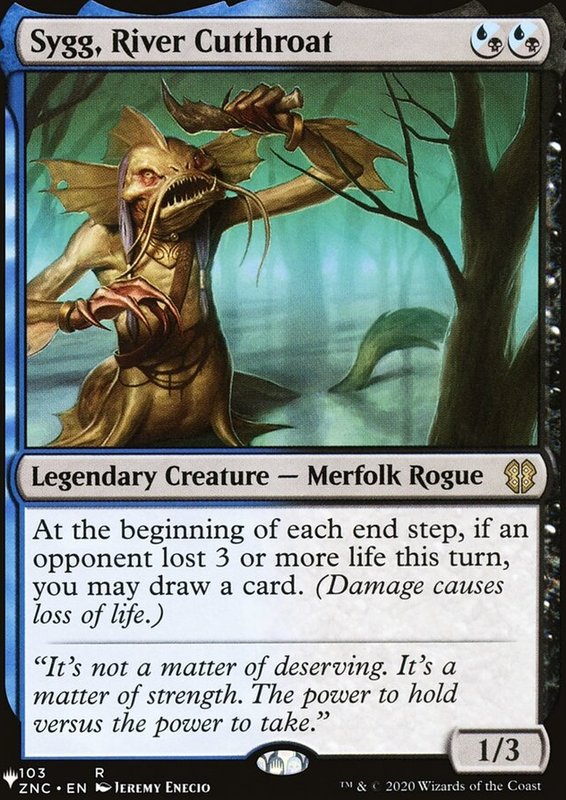 Sygg, River Cutthroat
Legendary Creature — Merfolk Rogue
At the beginning of each end step, if an
opponent lost 3 or more life this turn,
you may draw a card. (Damage causes
loss of life.)
“It’s not a matter of deserving. It’s a
matter of strength. The power to hold
versus the power to take.”
1/3
103 R
ZNC • EN JEREMY ENECIO
™ & © 2020 Wizards of the Coast